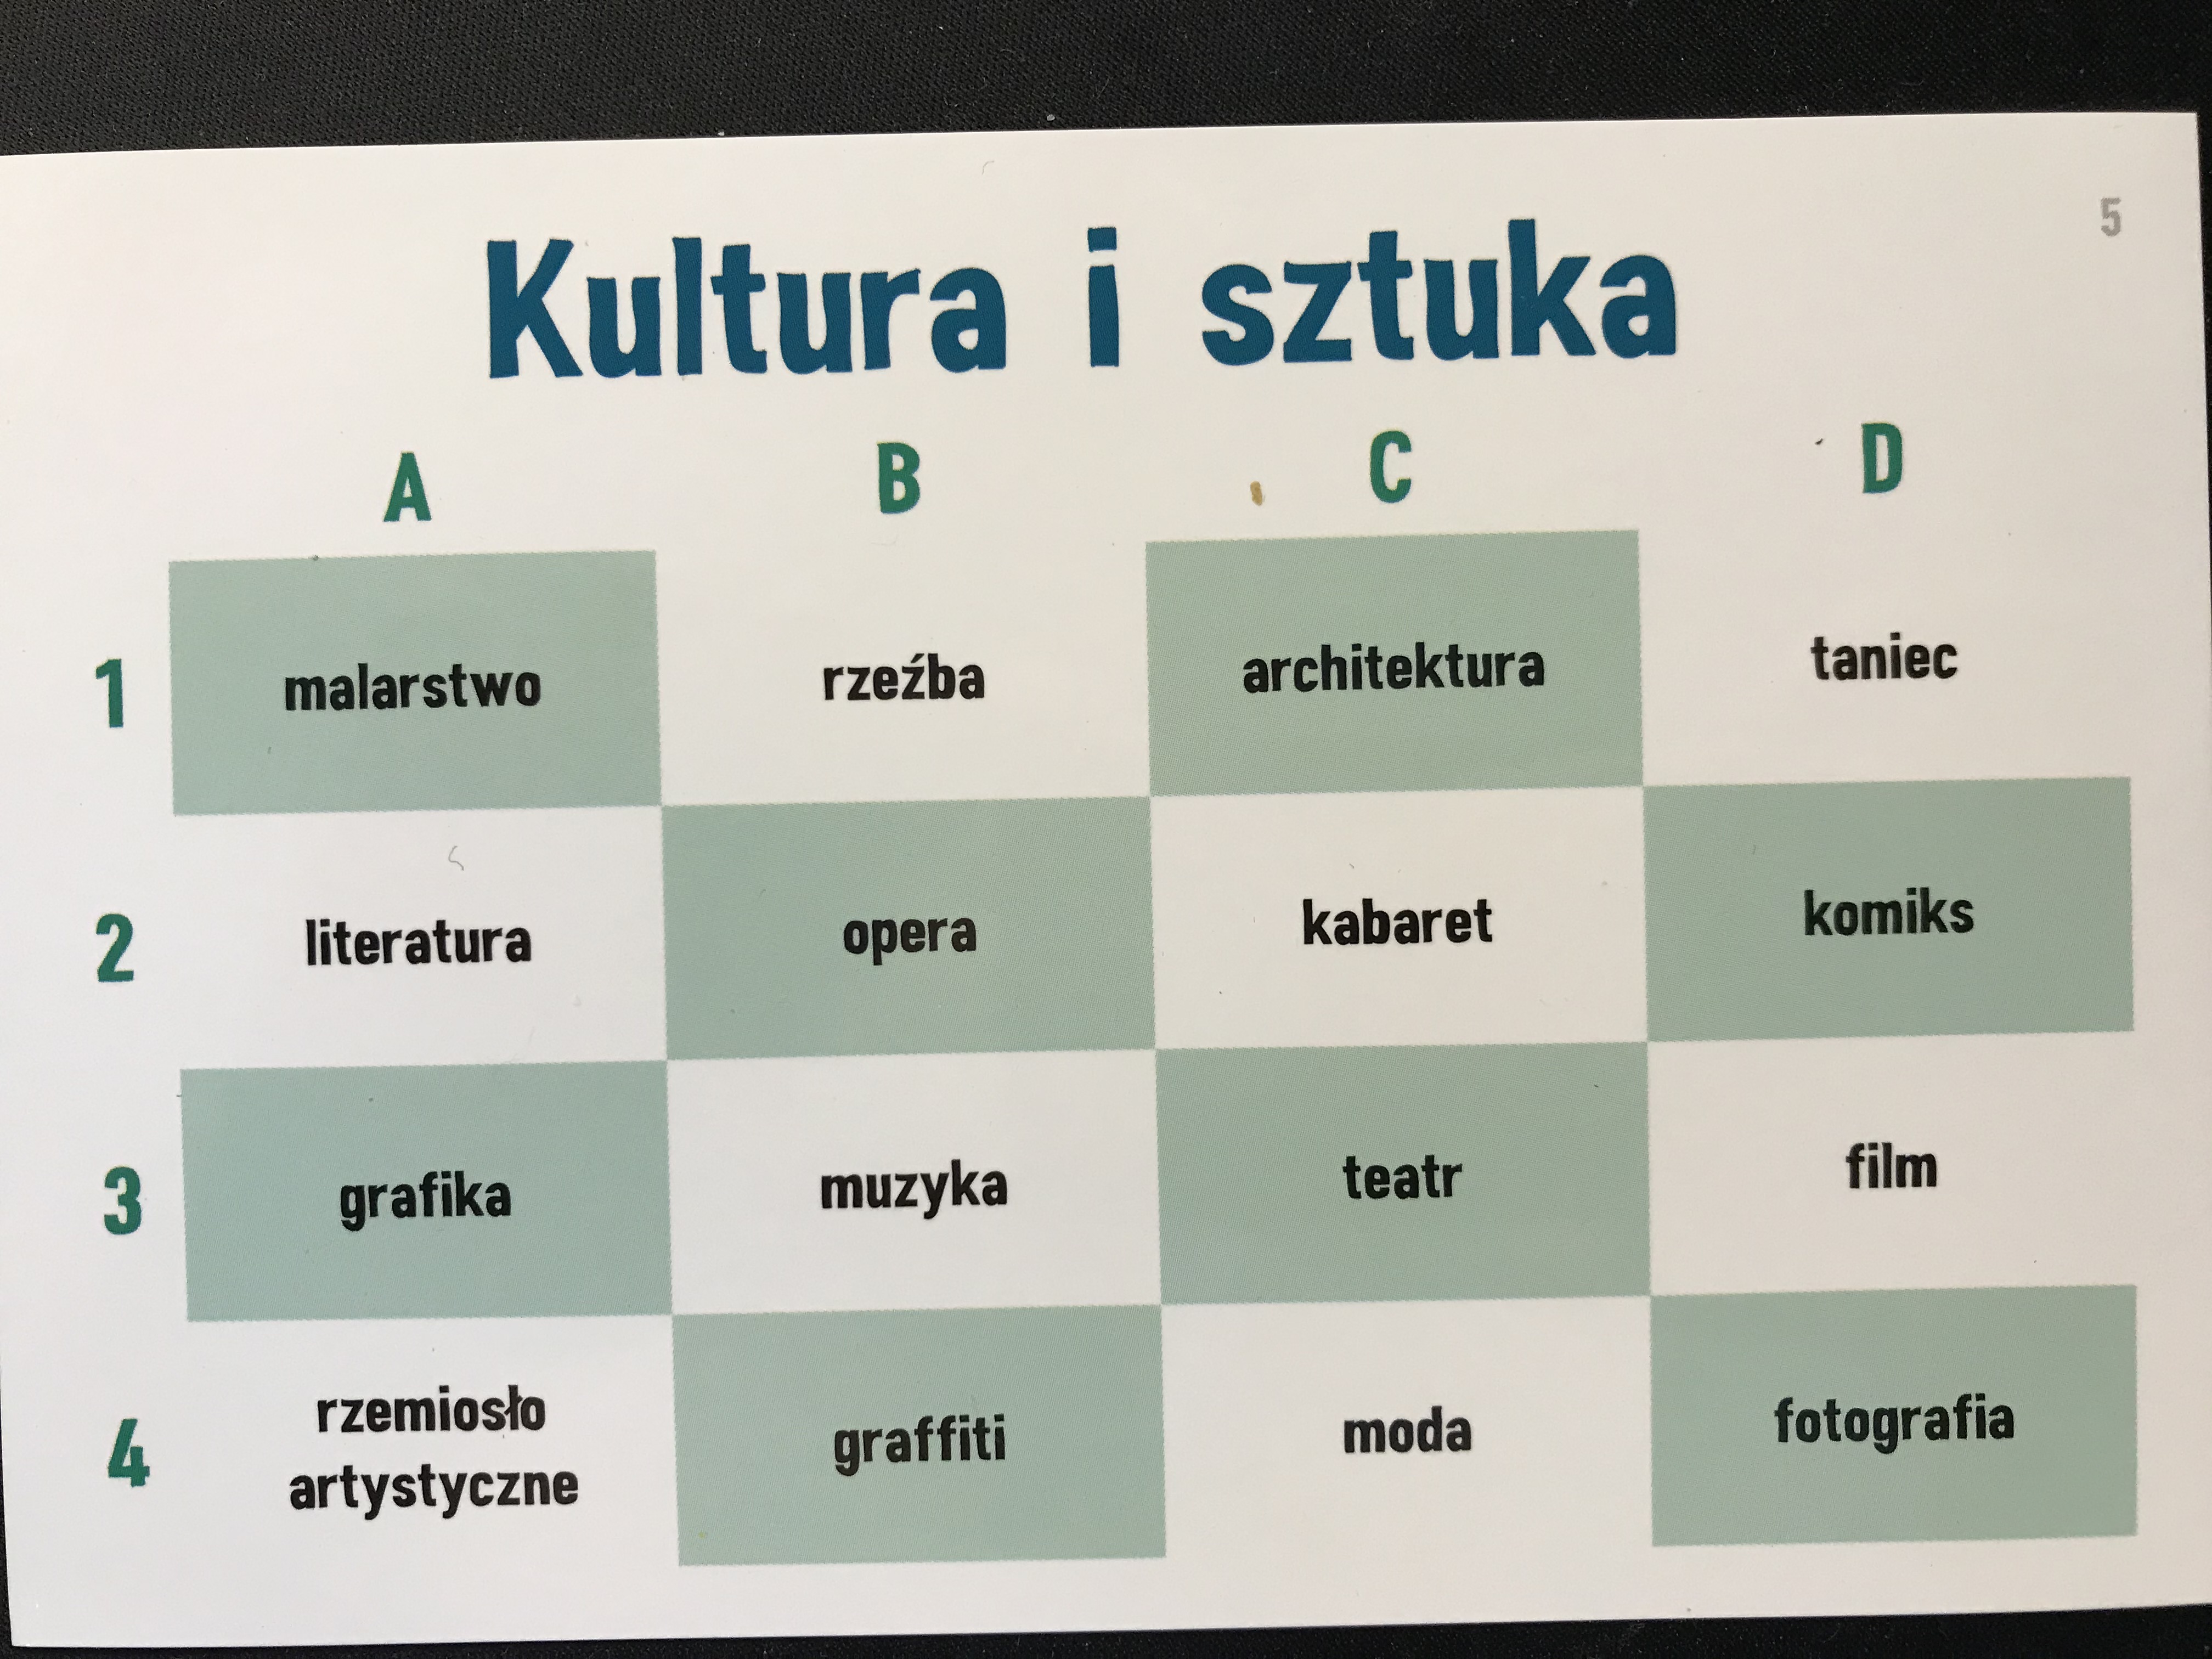 5
Kultura i sztuka
A B C D
1 malarstwo rzeźba architektura taniec
2 literatura opera kabaret komiks
3 grafika muzyka teatr film
4 rzemiosło artystyczne graffiti moda fotografia